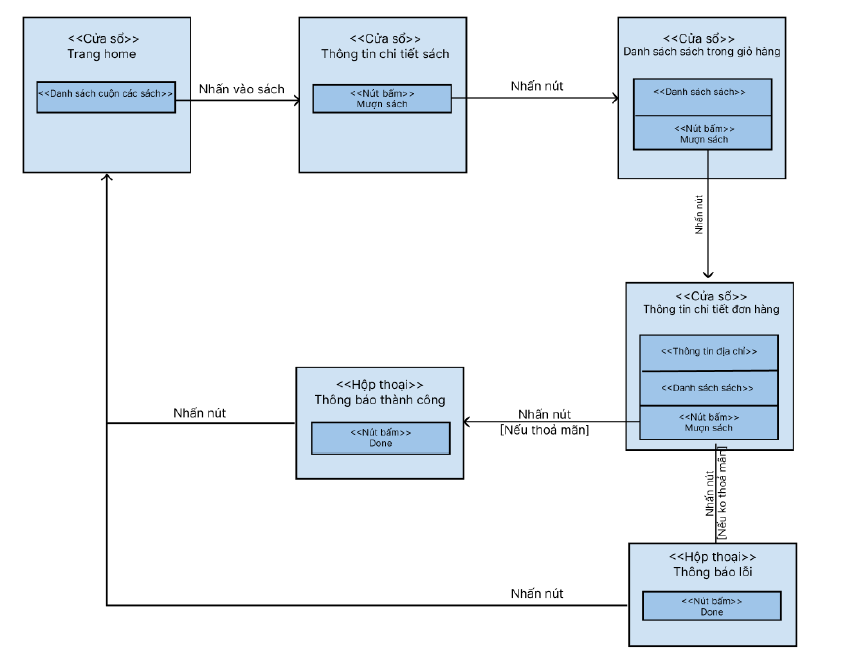 <<Cửa sổ>>
Trang home
<<Danh sách cuộn các sách>>
Nhấn vào sách
<<Cửa sổ>>
Thông tin chi tiết sách
<<Nút bấm>>
Mượn sách
Nhấn nút
<<Cửa sổ>>
Danh sách sách trong giỏ hàng
<<Danh sách sách>>
<<Nút bấm>>
Mượn sách
Nhấn nút
<<Cửa sổ>>
Thông tin chi tiết đơn hàng
<<Thông tin địa chỉ>>
<<Danh sách sách>>
<<Nút bấm>>
Mượn sách
Nhấn nút
[Nếu thoả mãn]
<<Hộp thoại>>
Thông báo thành công
<<Nút bấm>>
Done
Nhấn nút
Nhấn nút
[Nếu ko thoả mãn]
<<Hộp thoại>>
Thông báo lỗi
<<Nút bấm>>
Done
Nhấn nút